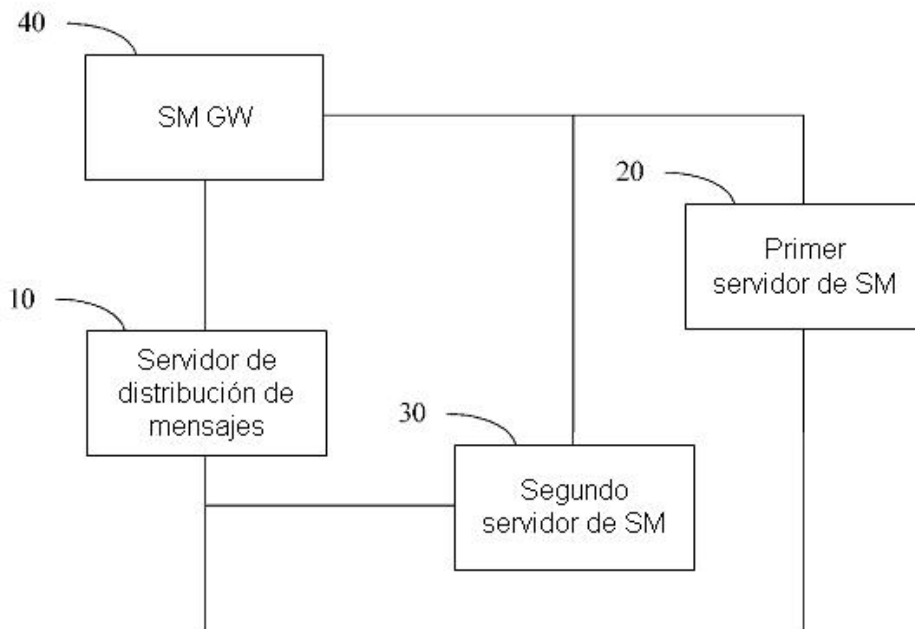 40
SM GW
20
Primer
servidor de SM
10
Servidor de
distribución de
mensajes
30
Segundo
servidor de SM